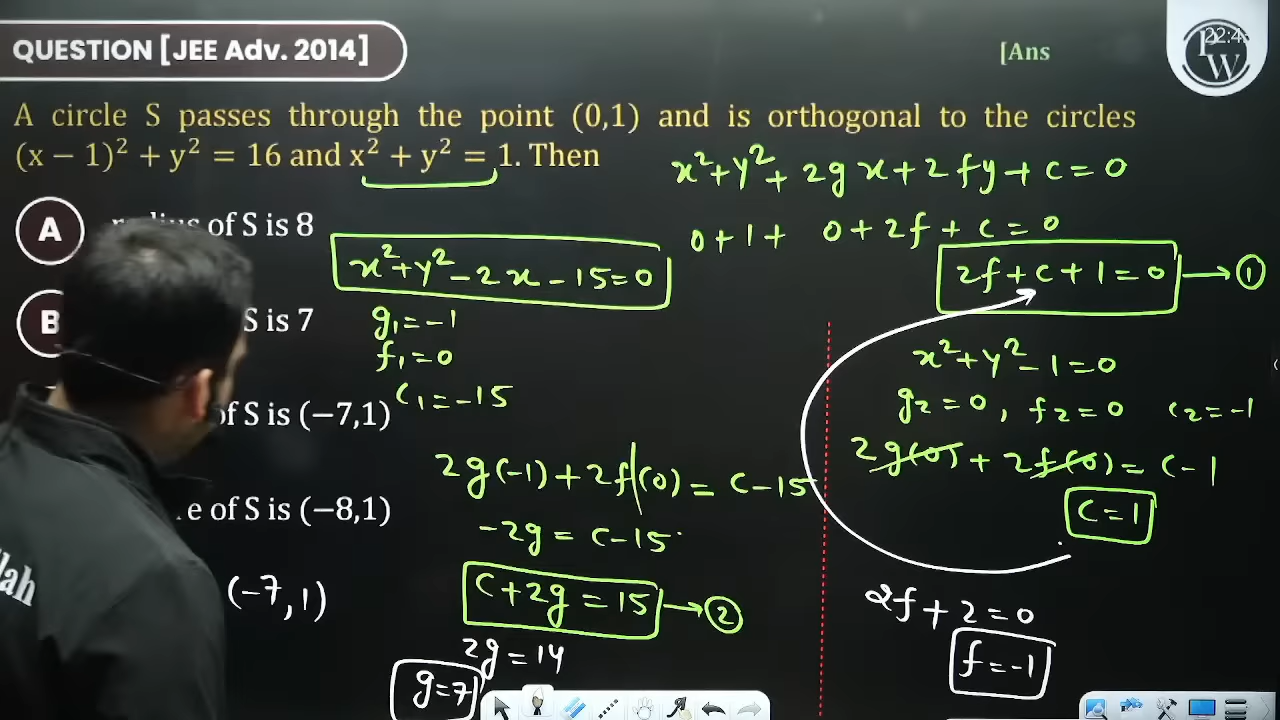 QUESTION [JEE Adv. 2014]
[Ans
22:4
PW
A circle S passes through the point (0,1) and is orthogonal to the circles
(x − 1)² + y² = 16 and x² + y² = 1. Then
x²+y²+2gx+2fy+c=0
A of S is 8
0+1+ 0+2f+c=0
x²+y²-2x-15=0
2f+c+1=0 → ①
B S is 7
g₁=-1
f₁=0
c₁=-15
x²+y²-1=0
g₂=0, f₂=0 c₂=-1
of S is (−7,1)
2g(-1)+2f(0)=c-15
2g(0)+2f(0)=c-1
-2g=c-15
c=1
e of S is (−8,1)
(-7,1)
c+2g=15 → ②
2f+2=0
2g=14
f=-1
g=7
lah